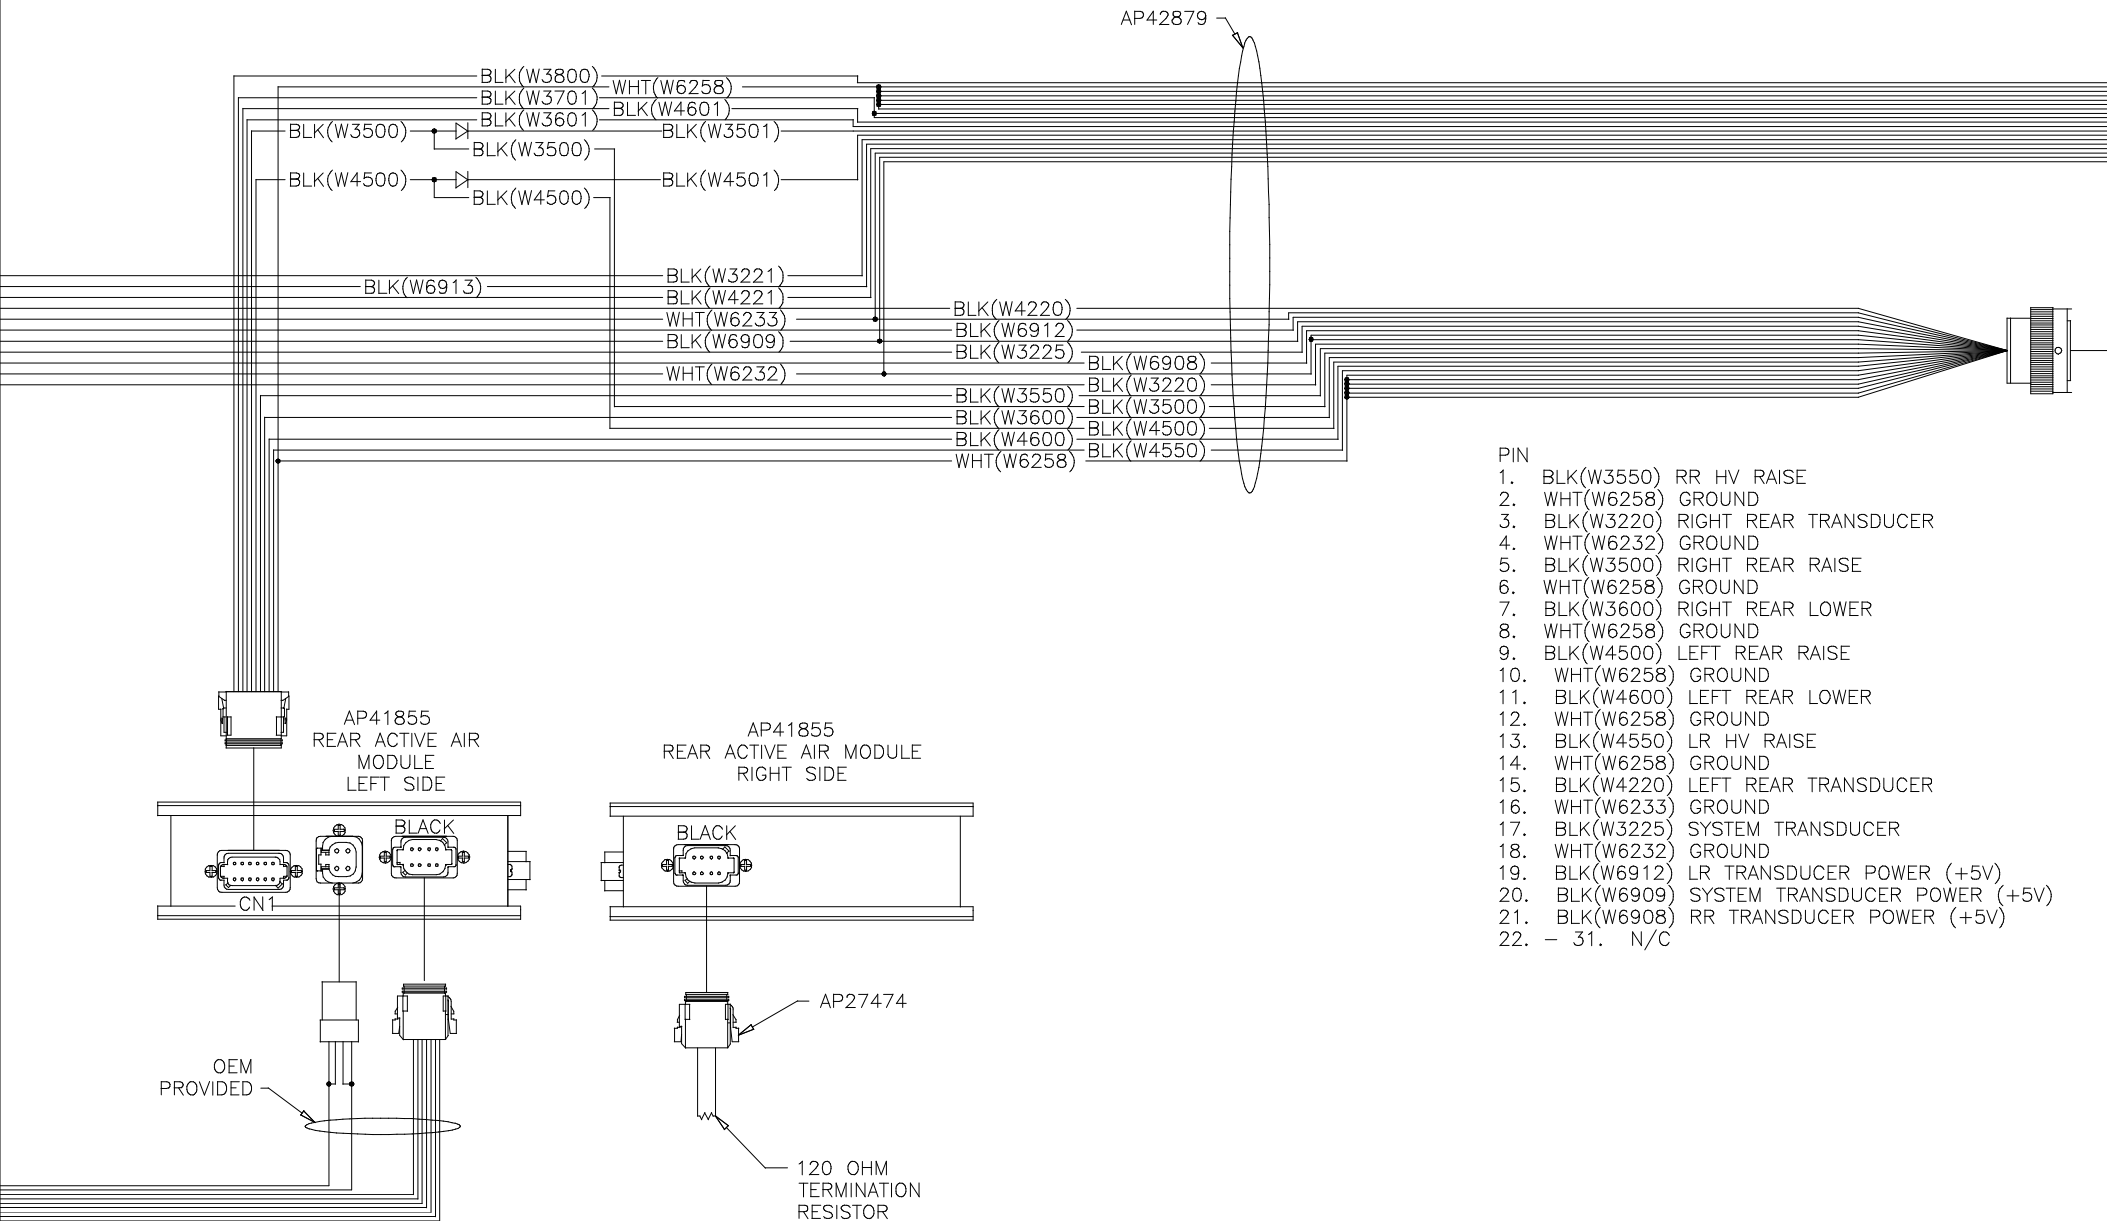 AP42879
BLK(W3800)
WHT(W6258)
BLK(W3701)
BLK(W4601)
BLK(W3601)
BLK(W3500)
BLK(W3501)
BLK(W3500)
BLK(W4500)
BLK(W4501)
BLK(W4500)
BLK(W3221)
BLK(W6913)
BLK(W4221)
BLK(W4220)
WHT(W6233)
BLK(W6912)
BLK(W6909)
BLK(W3225)
BLK(W6908)
WHT(W6232)
BLK(W3220)
BLK(W3550)
BLK(W3500)
BLK(W3600)
BLK(W4500)
BLK(W4600)
BLK(W4550)
WHT(W6258)
PIN
1. BLK(W3550) RR HV RAISE
2. WHT(W6258) GROUND
3. BLK(W3220) RIGHT REAR TRANSDUCER
4. WHT(W6232) GROUND
5. BLK(W3500) RIGHT REAR RAISE
6. WHT(W6258) GROUND
7. BLK(W3600) RIGHT REAR LOWER
8. WHT(W6258) GROUND
9. BLK(W4500) LEFT REAR RAISE
10. WHT(W6258) GROUND
11. BLK(W4600) LEFT REAR LOWER
12. WHT(W6258) GROUND
13. BLK(W4550) LR HV RAISE
14. WHT(W6258) GROUND
15. BLK(W4220) LEFT REAR TRANSDUCER
16. WHT(W6233) GROUND
17. BLK(W3225) SYSTEM TRANSDUCER
18. WHT(W6232) GROUND
19. BLK(W6912) LR TRANSDUCER POWER (+5V)
20. BLK(W6909) SYSTEM TRANSDUCER POWER (+5V)
21. BLK(W6908) RR TRANSDUCER POWER (+5V)
22. – 31. N/C
AP41855
REAR ACTIVE AIR
MODULE
LEFT SIDE
AP41855
REAR ACTIVE AIR MODULE
RIGHT SIDE
BLACK
CN1
BLACK
AP27474
OEM
PROVIDED
120 OHM
TERMINATION
RESISTOR